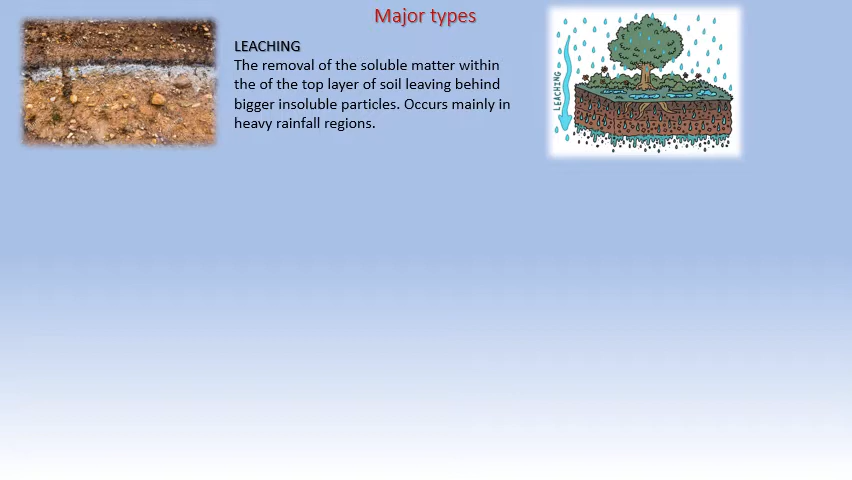 Major types
LEACHING
The removal of the soluble matter within
the of the top layer of soil leaving behind
bigger insoluble particles. Occurs mainly in
heavy rainfall regions.
LEACHING